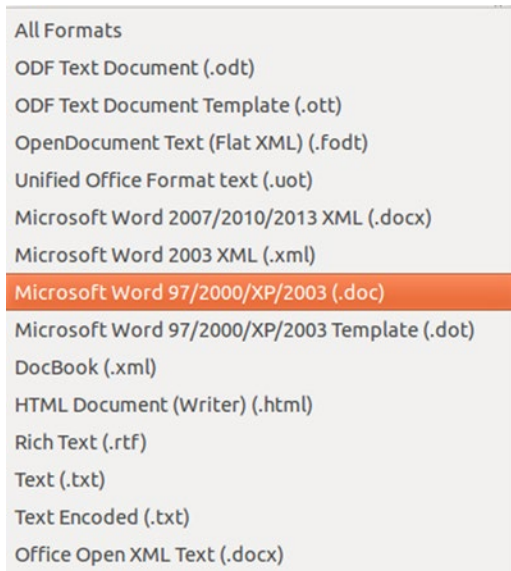 All Formats
ODF Text Document (.odt)
ODF Text Document Template (.ott)
OpenDocument Text (Flat XML) (.fodt)
Unified Office Format text (.uot)
Microsoft Word 2007/2010/2013 XML (.docx)
Microsoft Word 2003 XML (.xml)
Microsoft Word 97/2000/XP/2003 (.doc)
Microsoft Word 97/2000/XP/2003 Template (.dot)
DocBook (.xml)
HTML Document (Writer) (.html)
Rich Text (.rtf)
Text (.txt)
Text Encoded (.txt)
Office Open XML Text (.docx)